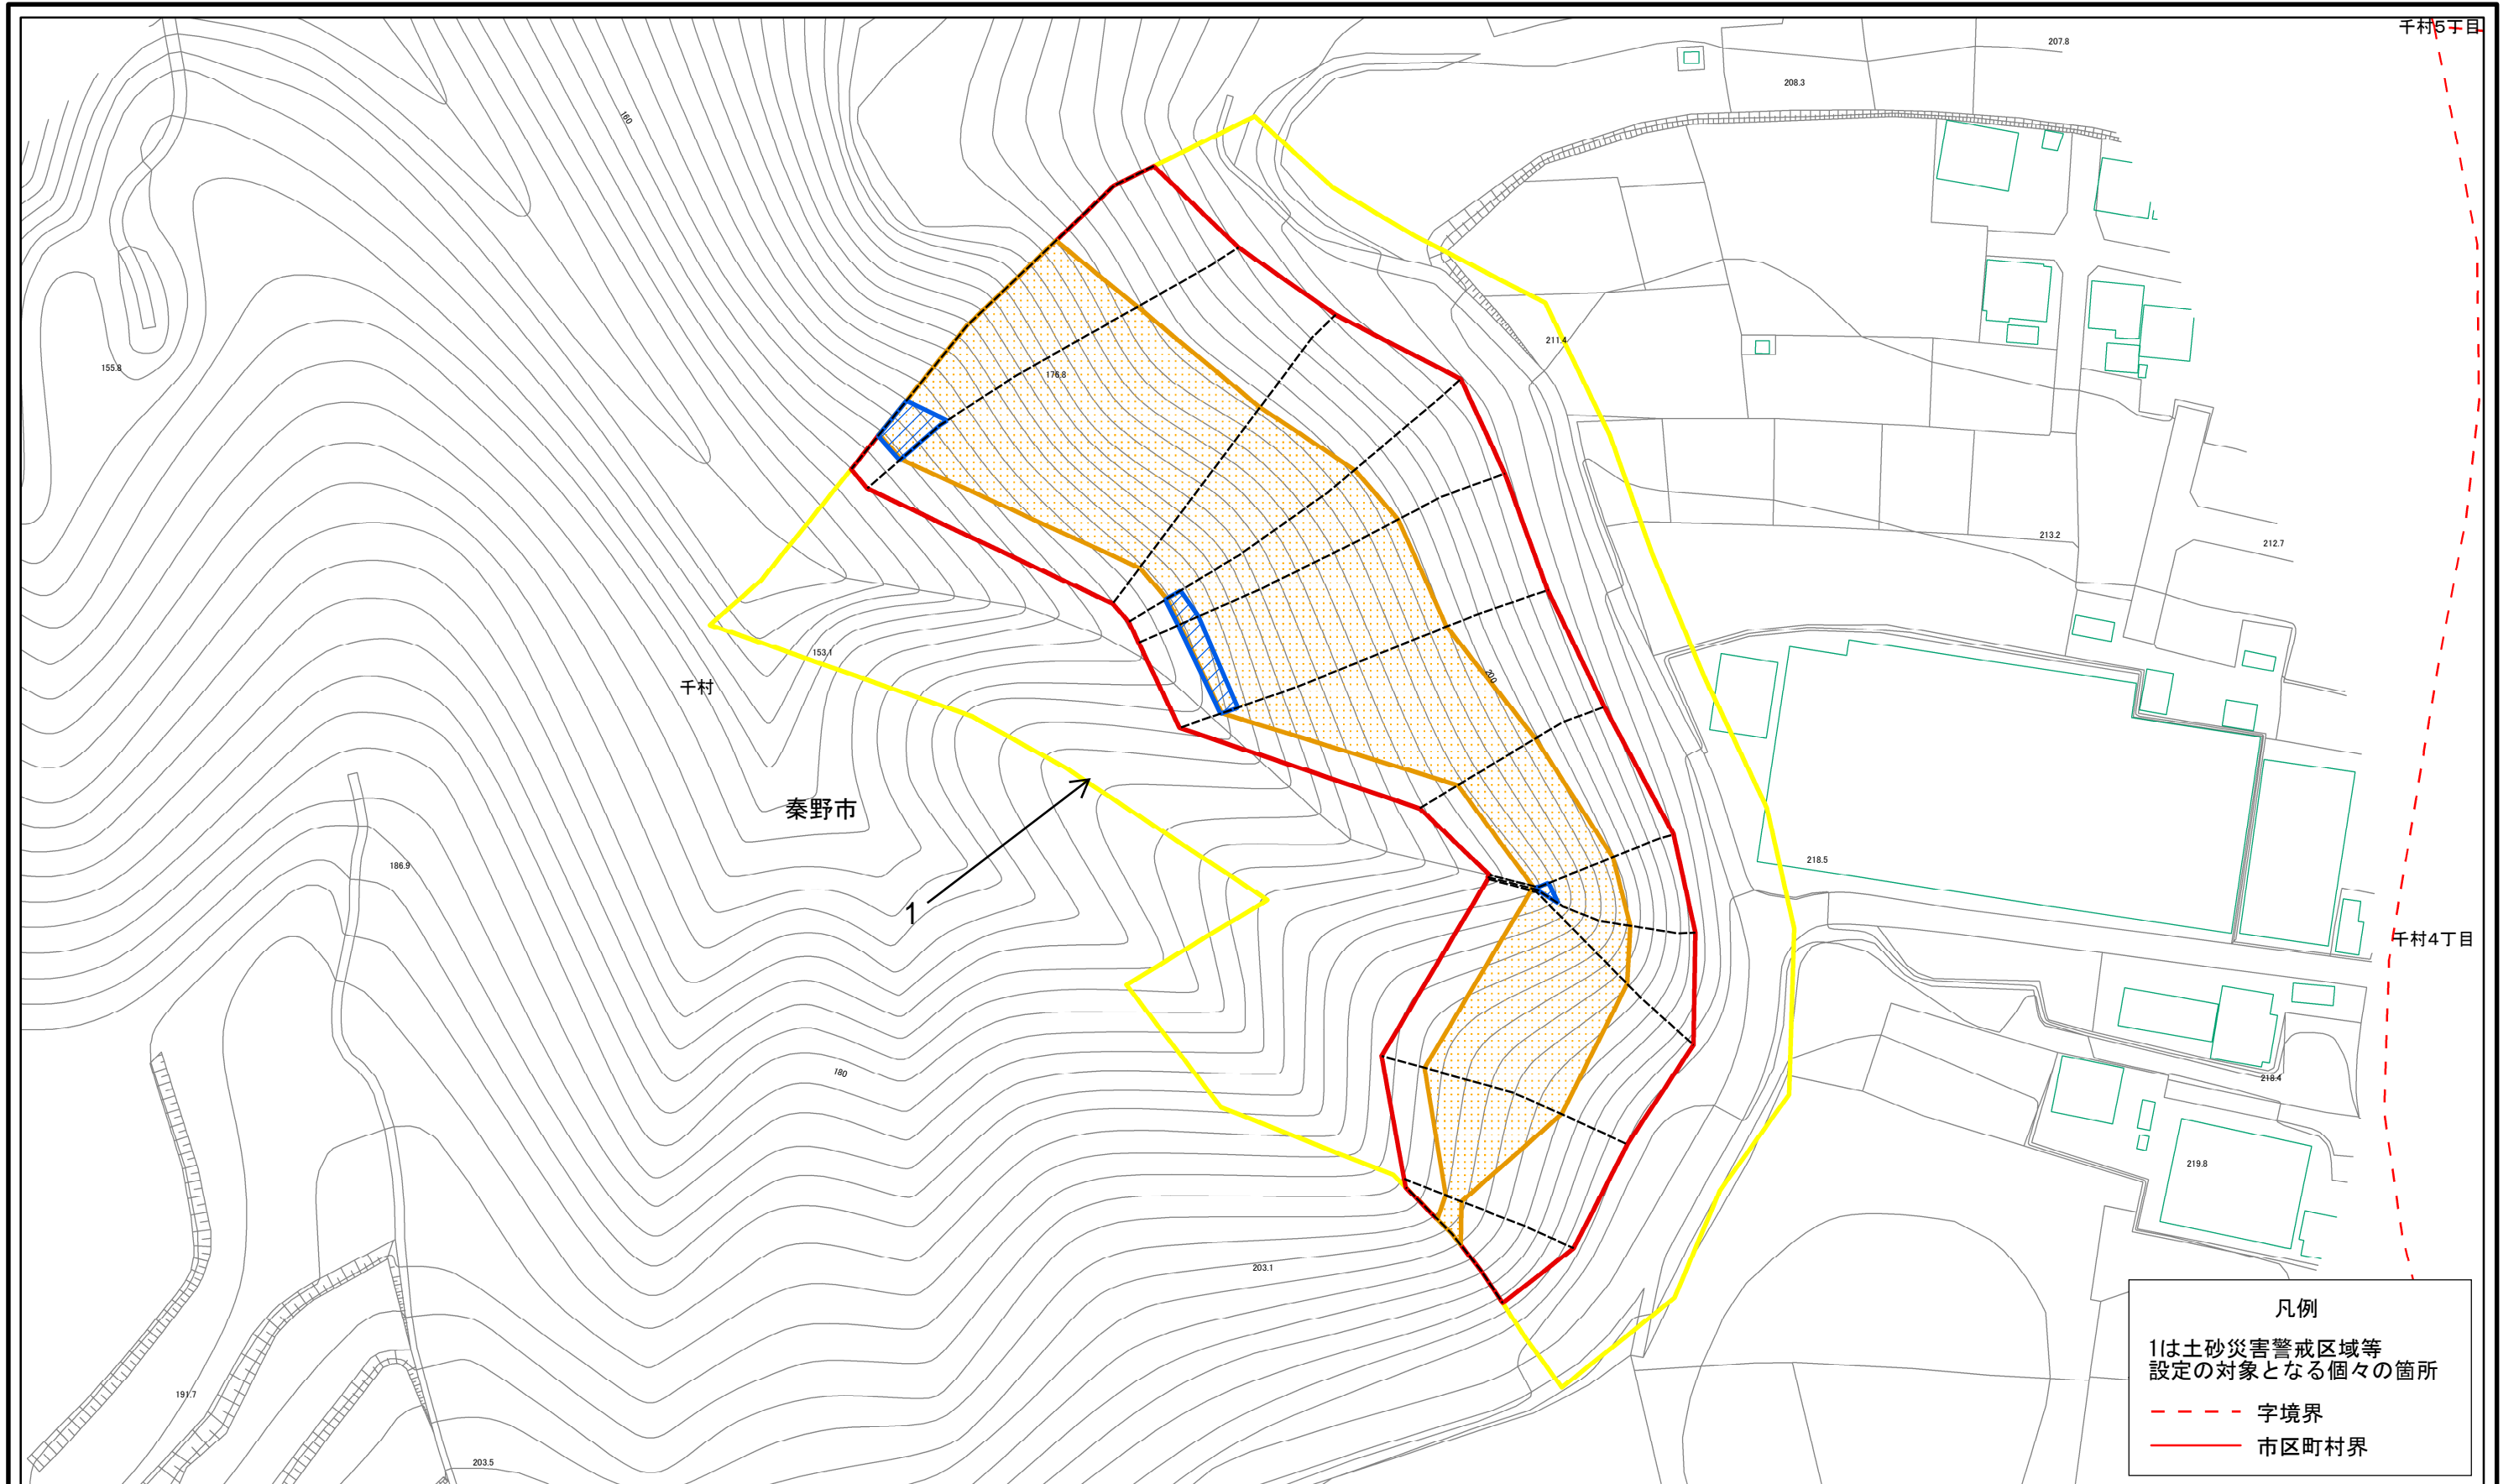 千村5丁目
207.8
208.3
160
211.4
155.8
176.8
213.2
212.7
153.1
千村
200
秦野市
218.5
186.9
1
千村4丁目
180
218.4
219.8
203.1
凡例
1は土砂災害警戒区域等
設定の対象となる個々の箇所
字境界
市区町村界
191.7
203.5